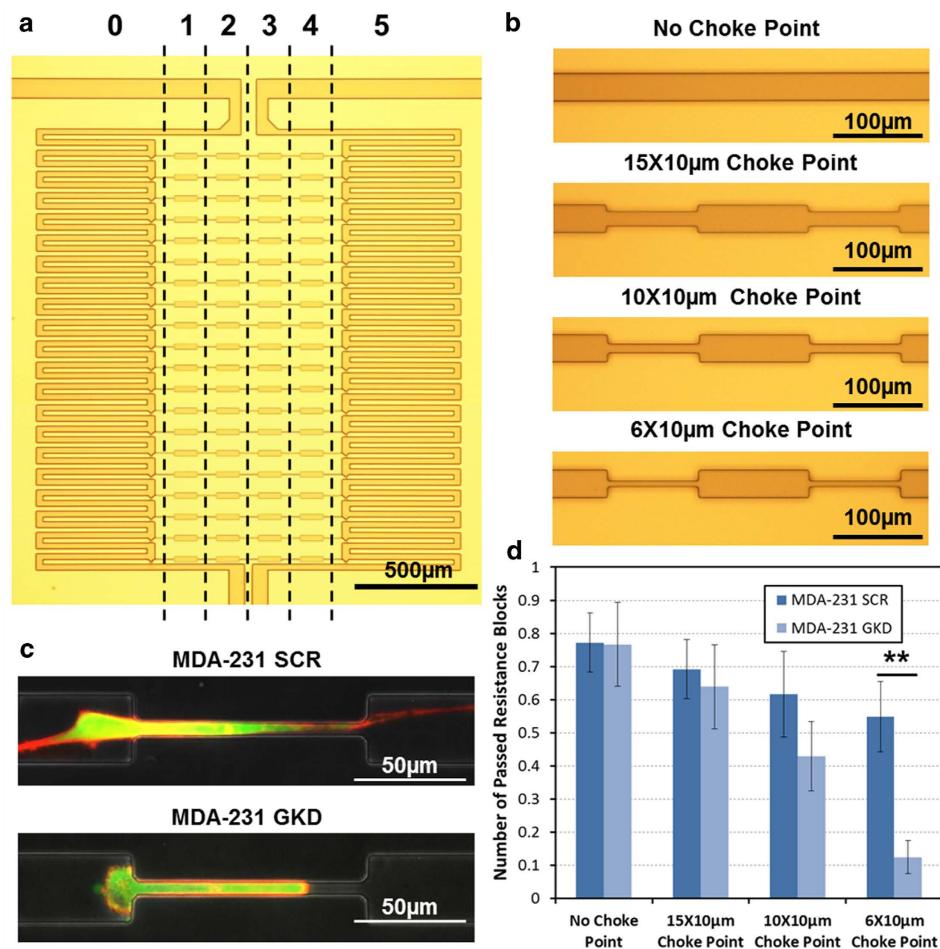 a
0 1 2 3 4 5
500µm
b
No Choke Point
100µm
15X10µm Choke Point
100µm
10X10µm Choke Point
100µm
6X10µm Choke Point
100µm
c
MDA-231 SCR
50µm
MDA-231 GKD
50µm
d
Number of Passed Resistance Blocks
1
0.9
0.8
0.7
0.6
0.5
0.4
0.3
0.2
0.1
0
MDA-231 SCR
MDA-231 GKD
**
No Choke
Point
15X10µm
Choke Point
10X10µm
Choke Point
6X10µm
Choke Point